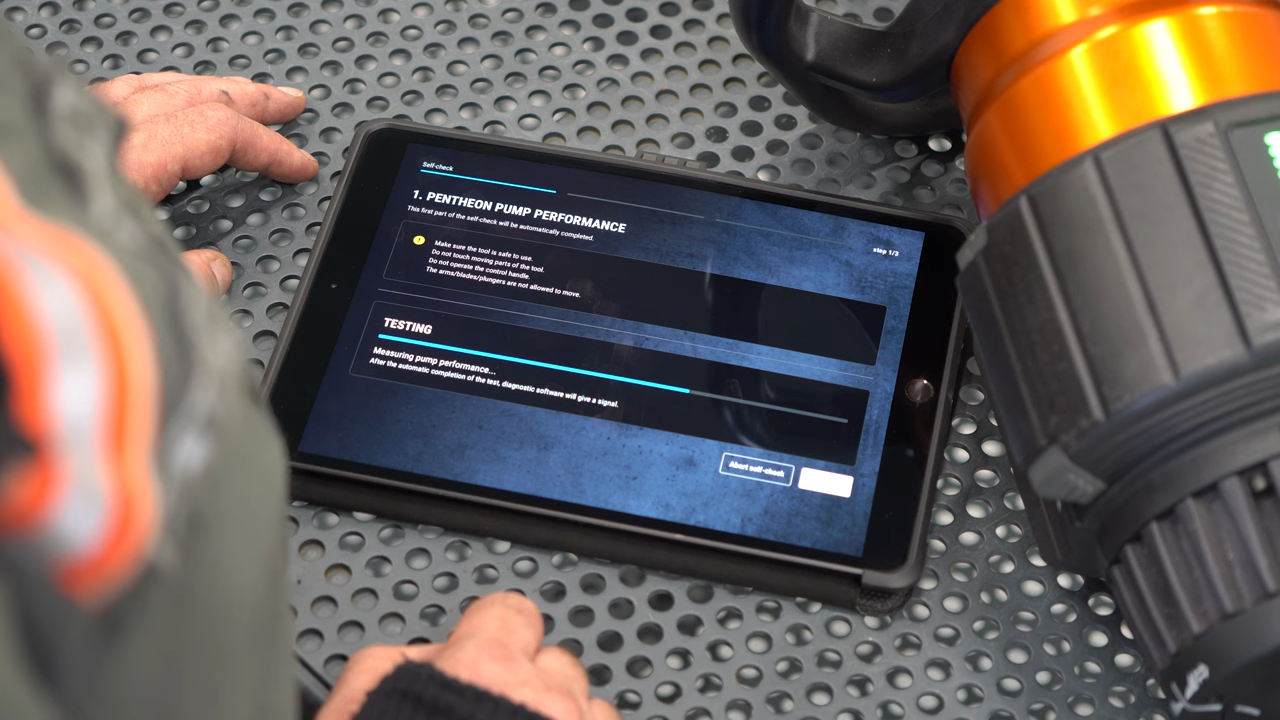 Self-check
1. PENTHEON PUMP PERFORMANCE
This first part of the self-check will be automatically completed.
step 1/3
Make sure the tool is safe to use.
Do not touch moving parts of the tool.
Do not operate the control handle.
The arms/blades/plungers are not allowed to move.
TESTING
Measuring pump performance...
After the automatic completion of the test, diagnostic software will give a signal.
Abort self-check